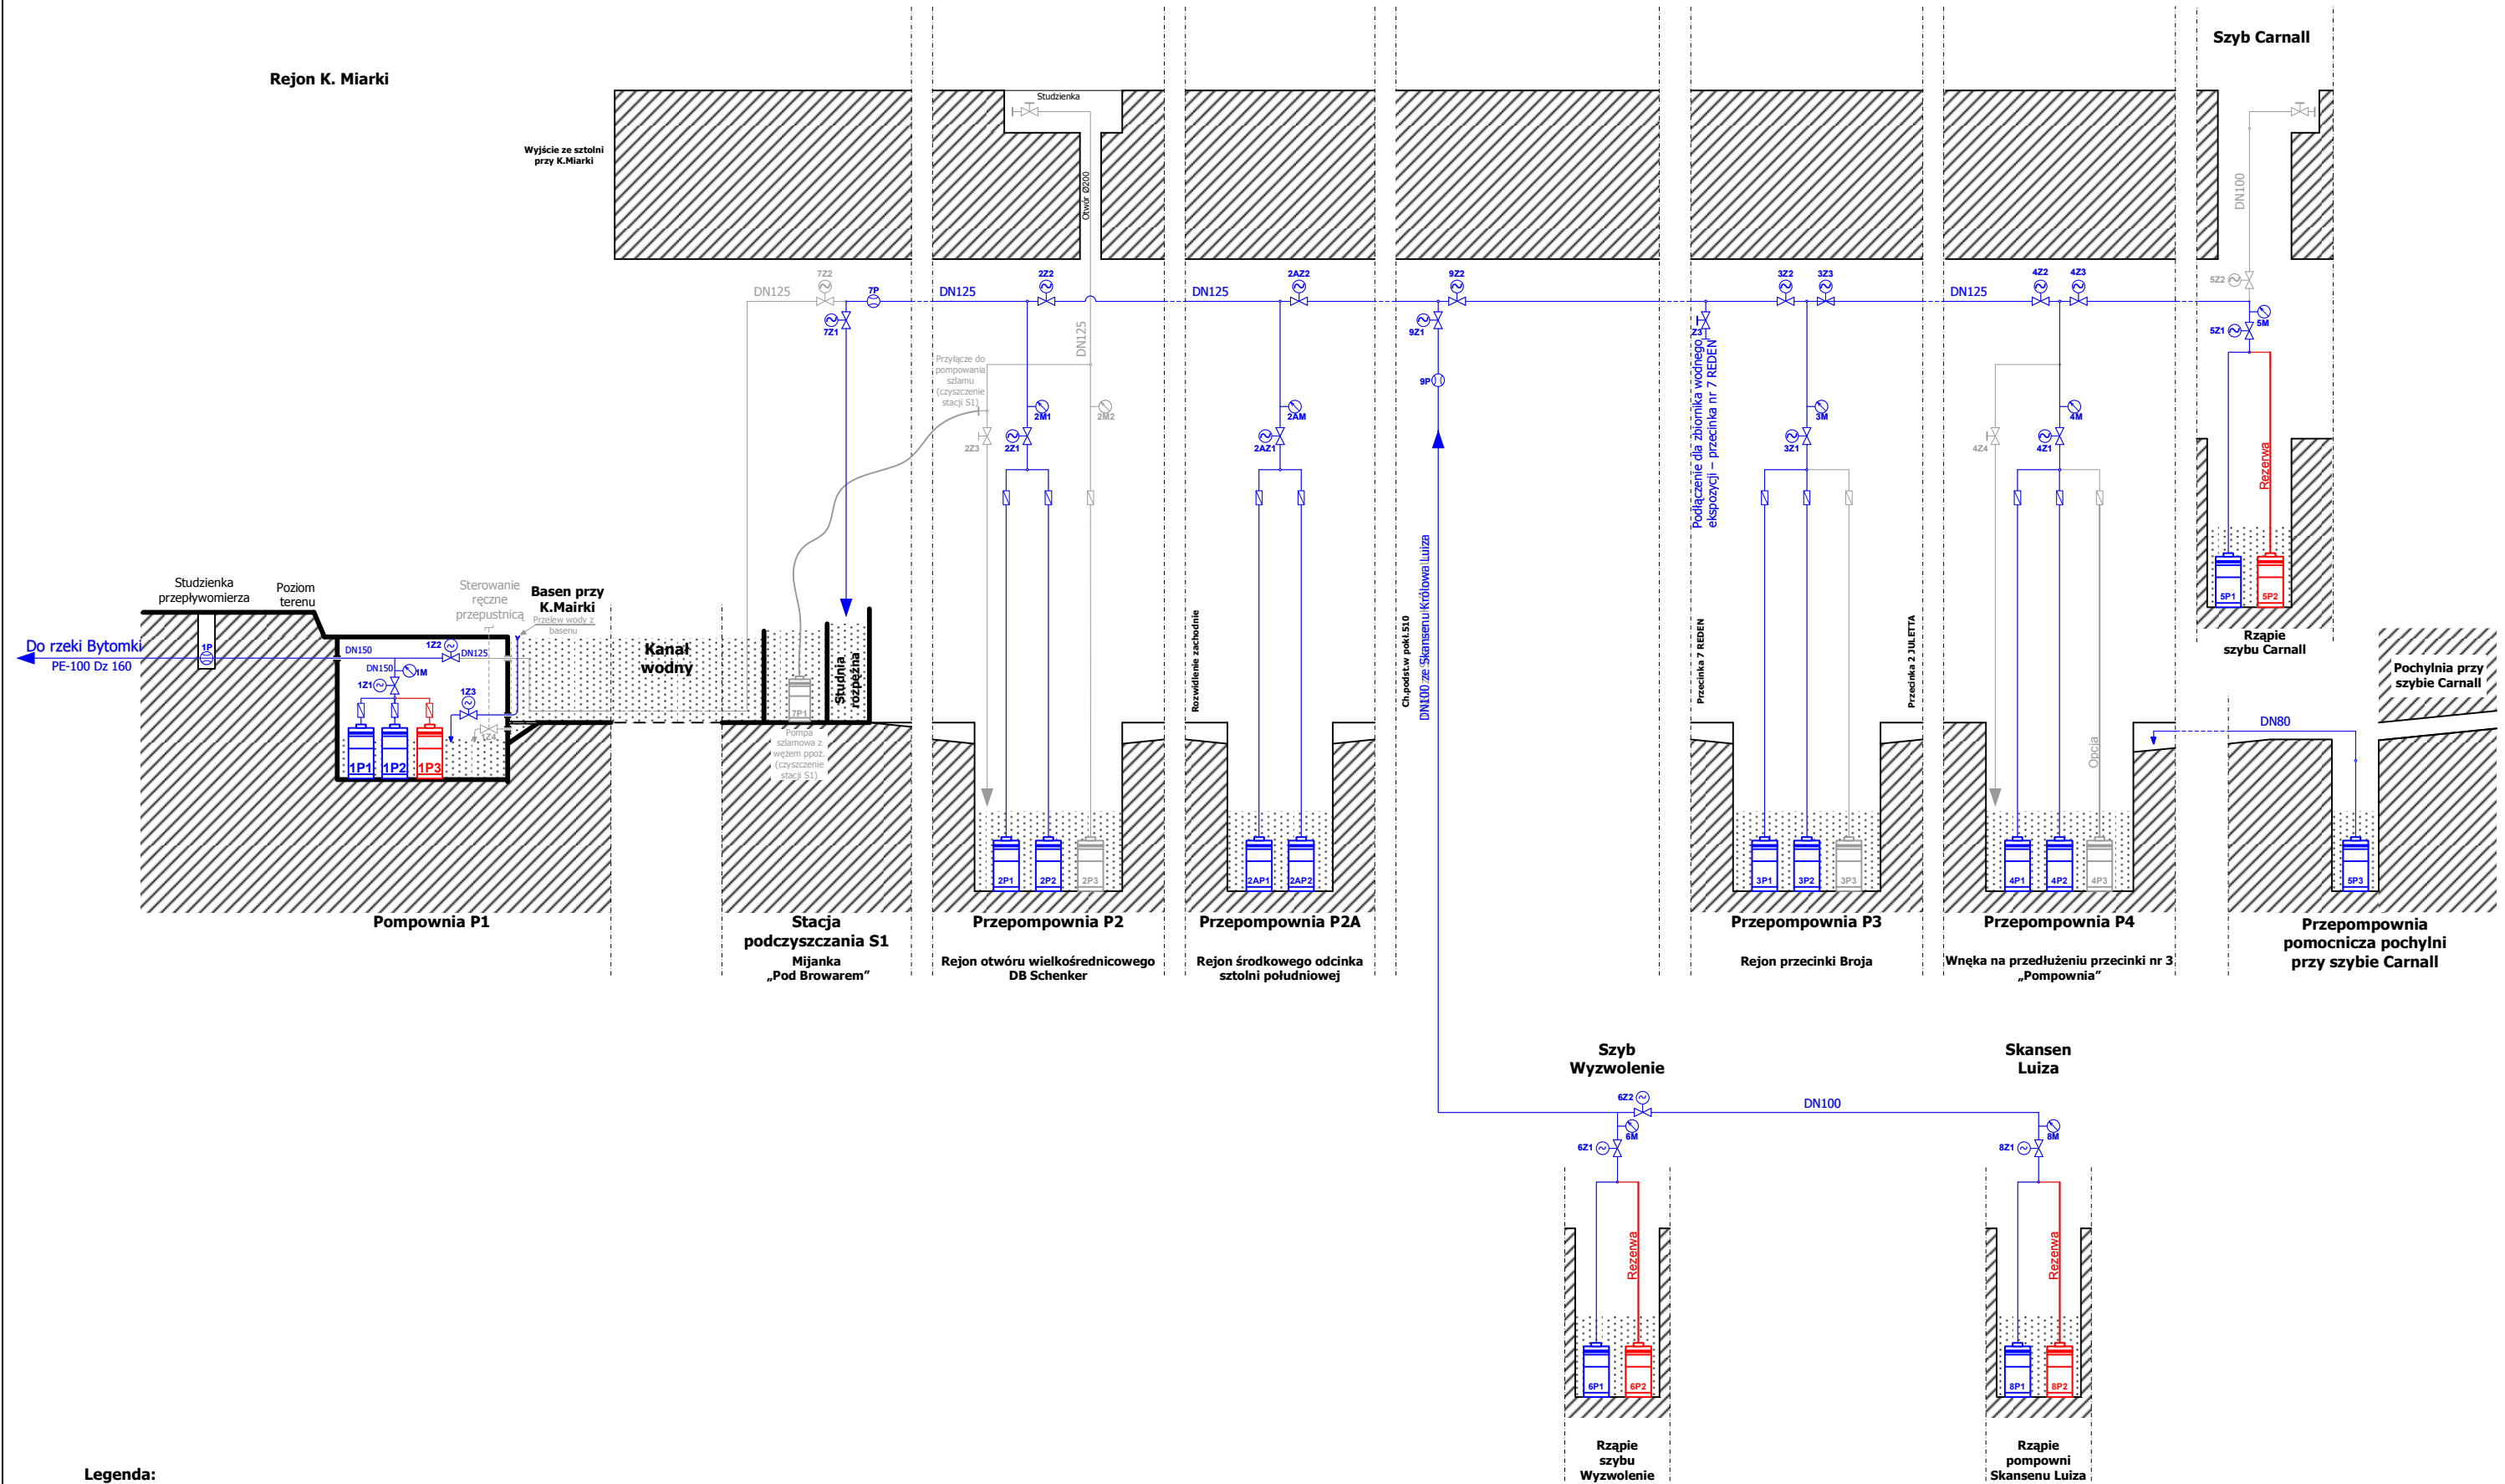 Szyb Carnall
Rejon K. Miarki
Studzienka
Wyjście ze sztolni
przy K.Miarki
Otwór Ø200
DN100
7Z2
DN125
7P
7Z1
DN125
2Z2
DN125
DN125
2AZ2
9Z2
9Z1
9P
Z3
3Z2
3Z3
DN125
4Z2
4Z3
5Z2
5M
5Z1
Przyłącze do
pompowania
szlamu
(czyszczenie
stacji S1)
2M1
2Z1
2Z3
2M2
2AM
2AZ1
Podłączenie dla zbiornika wodnego
ekspozycji – przecinka nr 7 REDEN
3M
3Z1
4M
4Z1
4Z4
Rezerwa
5P1
5P2
Rząpie
szybu Carnall
Studzienka
przepływomierza
Poziom
terenu
Sterowanie
ręczne
przepustnicą
Basen przy
K.Mairki
Przelew wody z
basenu
Do rzeki Bytomki
PE-100 Dz 160
1P
DN150
1Z2
DN125
DN150
1M
1Z1
1Z3
1Z4
1P1
1P2
1P3
Kanał
wodny
Studnia
rozpężna
7P1
Pompa
szlamowa z
wężem ppoż.
(czyszczenie
stacji S1)
Rozwidlenie zachodnie
Ch.podst.w pokł.510
DN100 ze Skansenu Królowa Luiza
Przecinka 7 REDEN
Przecinka 2 JULETTA
Opcja
DN80
Pochylnia przy
szybie Carnall
2P1
2P2
2P3
2AP1
2AP2
3P1
3P2
3P3
4P1
4P2
4P3
5P3
Pompownia P1
Stacja
podczyszczania S1
Mijanka
„Pod Browarem”
Przepompownia P2
Rejon otwóru wielkośrednicowego
DB Schenker
Przepompownia P2A
Rejon środkowego odcinka
sztolni południowej
Przepompownia P3
Rejon przecinki Broja
Przepompownia P4
Wnęka na przedłużeniu przecinki nr 3
„Pompownia”
Przepompownia
pomocnicza pochylni
przy szybie Carnall
Szyb
Wyzwolenie
Skansen
Luiza
6Z2
DN100
6M
6Z1
8M
8Z1
Rezerwa
Rezerwa
6P1
6P2
8P1
8P2
Rząpie
szybu
Wyzwolenie
Rząpie
pompowni
Skansenu Luiza
Legenda: